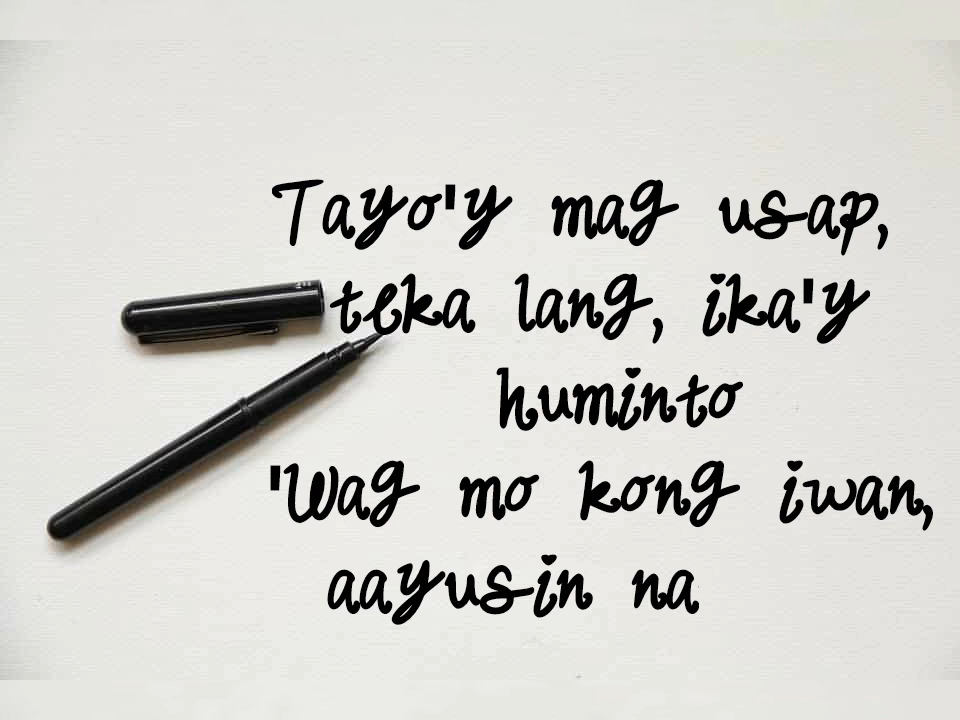 Tayo'y mag usap,
teka lang, ika'y
huminto
'Wag mo kong iwan,
aayusin na